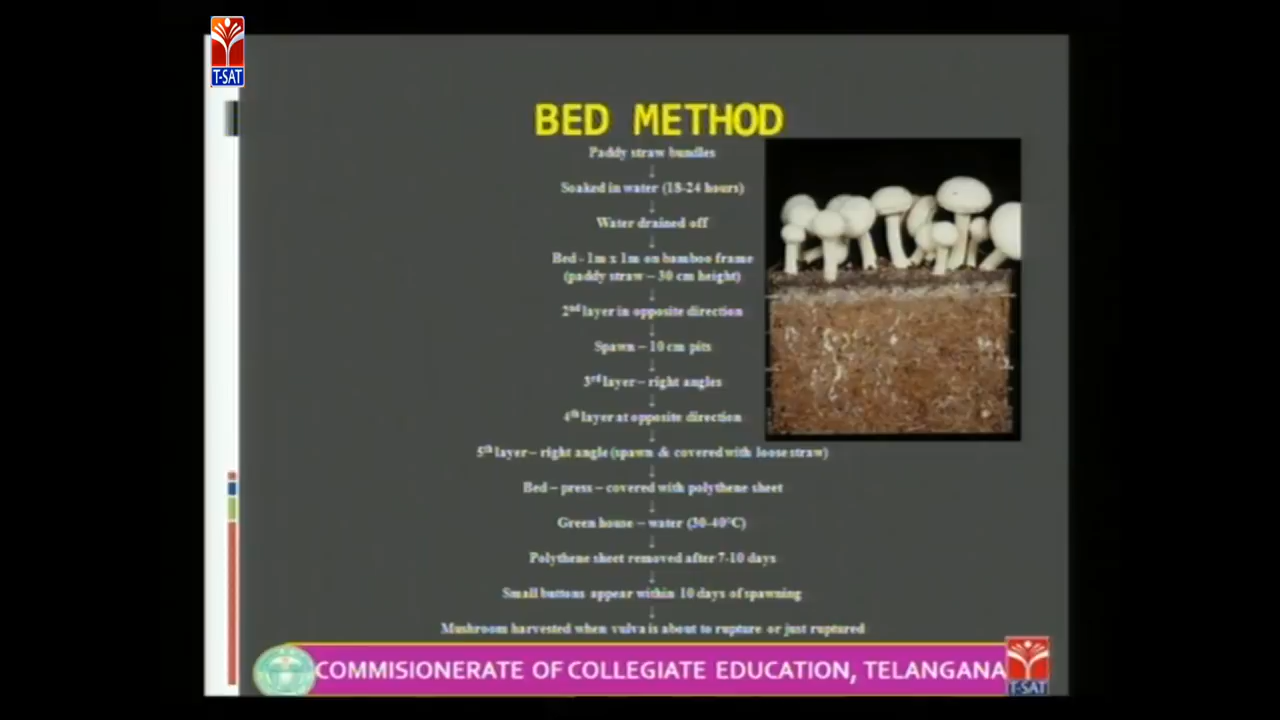 T-SAT
BED METHOD
Paddy straw bundles
↓
Soaked in water (18-24 hours)
↓
Water drained off
↓
Bed - 1m x 1m on bamboo frame
(paddy straw – 30 cm height)
↓
2nd layer in opposite direction
↓
Spawn – 10 cm pits
↓
3rd layer – right angles
↓
4th layer at opposite direction
↓
5th layer – right angle (spawn & covered with loose straw)
↓
Bed – press – covered with polythene sheet
↓
Green house – water (30-40°C)
↓
Polythene sheet removed after 7-10 days
↓
Small buttons appear within 10 days of spawning
↓
Mushroom harvested when vulva is about to rupture or just ruptured
COMMISIONERATE OF COLLEGIATE EDUCATION, TELANGANA
T-SAT